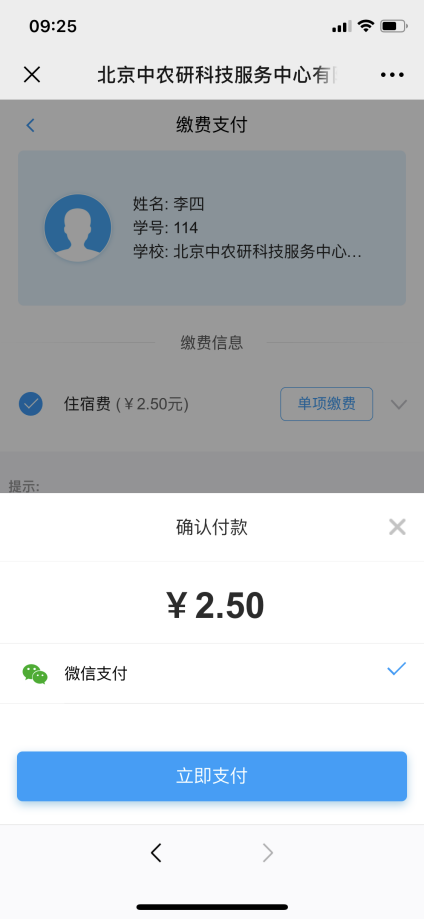 09:25
北京中农研科技服务中心有
缴费支付
姓名: 李四
学号: 114
学校: 北京中农研科技服务中心...
缴费信息
住宿费 (￥2.50元)
单项缴费
提示:
确认付款
￥2.50
微信支付
立即支付